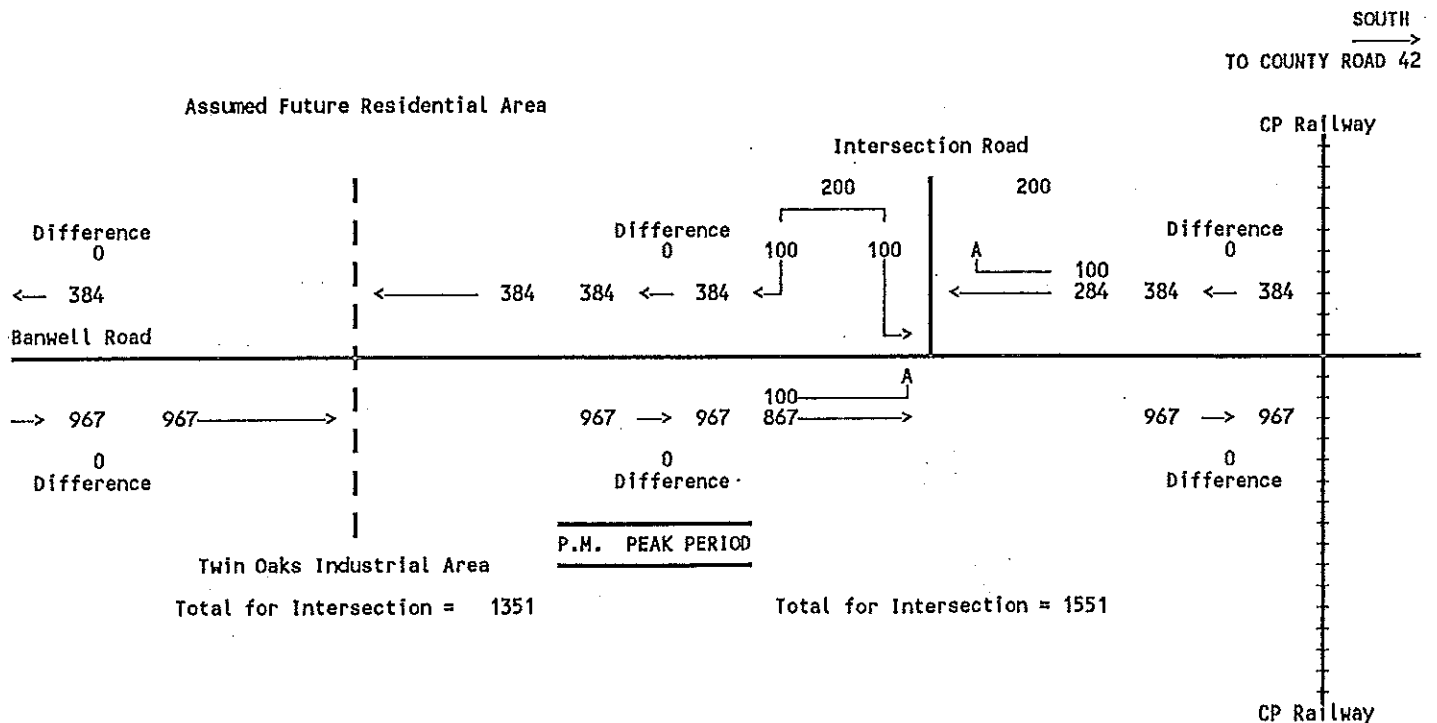 SOUTH
TO COUNTY ROAD 42
Assumed Future Residential Area
CP Railway
Intersection Road
200 200
Difference Difference Difference
0 0 100 100 A 0
100
384 384 384 384 284 384 384
Banwell Road
A
100
967 967 967 967 867 967 967
0 0 0
Difference Difference Difference
P.M. PEAK PERIOD
Twin Oaks Industrial Area
Total for Intersection = 1351 Total for Intersection = 1551
CP Railway